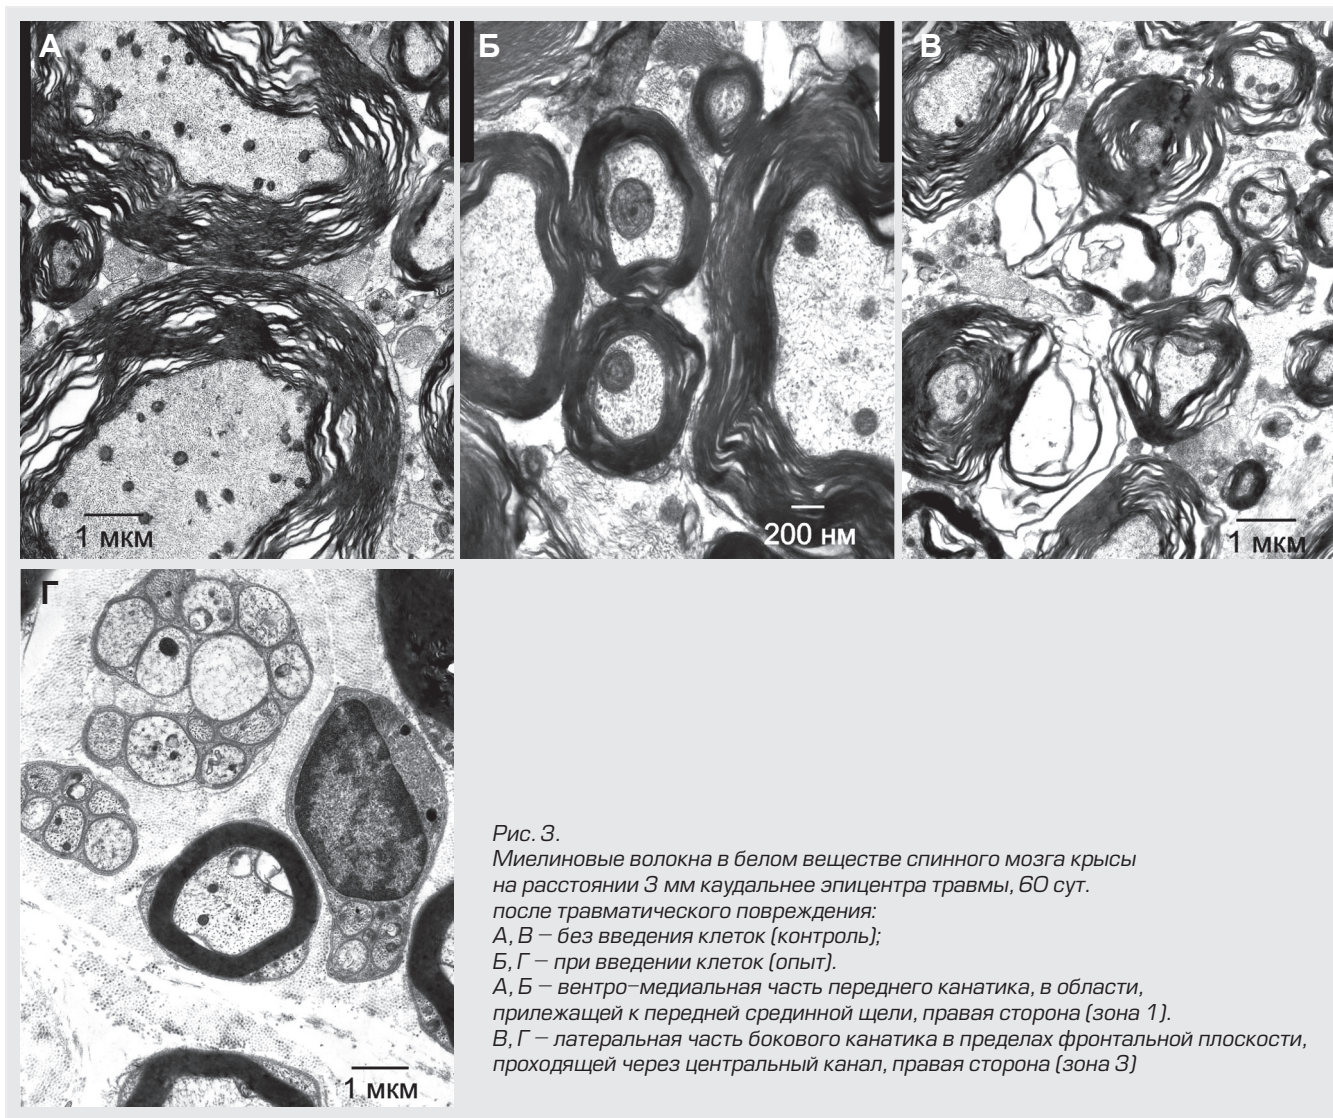 А
Б
В
1 мкм
200 нм
1 мкм
Г
1 мкм
Рис. 3.
Миелиновые волокна в белом веществе спинного мозга крысы
на расстоянии 3 мм каудальнее эпицентра травмы, 60 сут.
после травматического повреждения:
А, В – без введения клеток (контроль);
Б, Г – при введении клеток (опыт).
А, Б – вентро-медиальная часть переднего канатика, в области,
прилежащей к передней срединной щели, правая сторона (зона 1).
В, Г – латеральная часть бокового канатика в пределах фронтальной плоскости,
проходящей через центральный канал, правая сторона (зона 3)